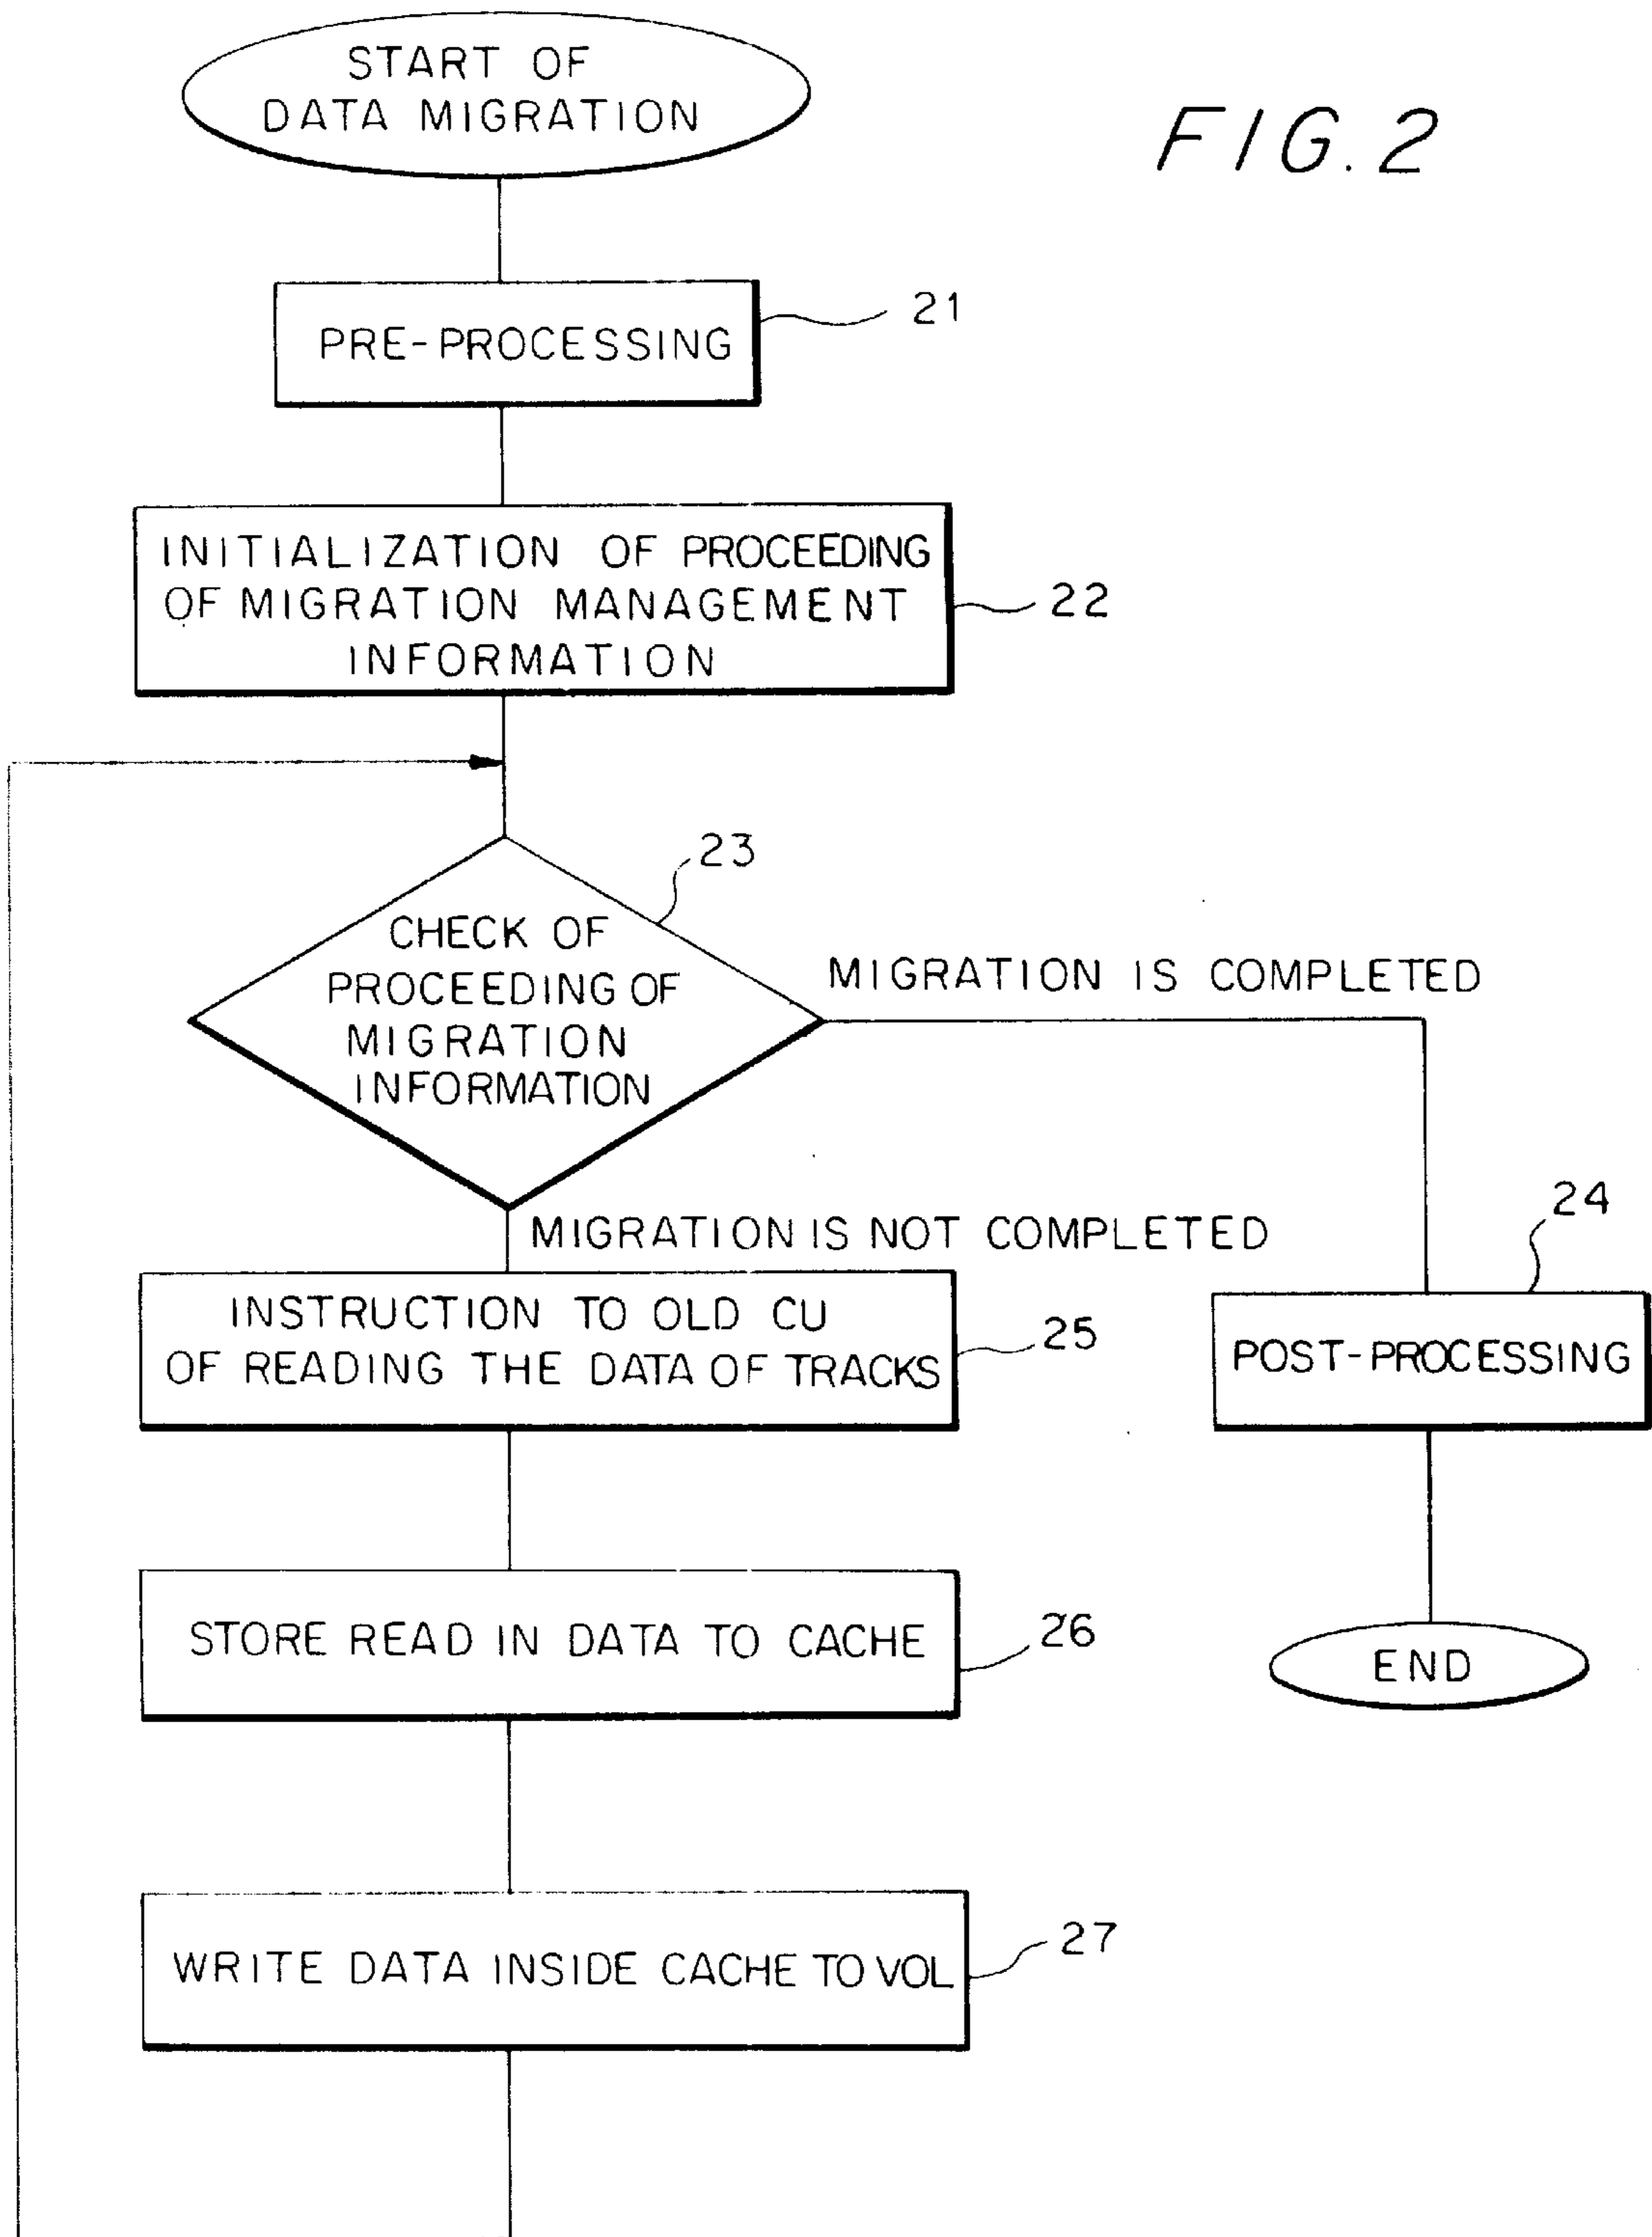 START OF
DATA MIGRATION
FIG. 2
PRE-PROCESSING
21
INITIALIZATION OF PROCEEDING
OF MIGRATION MANAGEMENT
INFORMATION
22
23
CHECK OF
PROCEEDING OF
MIGRATION
INFORMATION
MIGRATION IS COMPLETED
MIGRATION IS NOT COMPLETED
24
INSTRUCTION TO OLD CU
OF READING THE DATA OF TRACKS
25
POST-PROCESSING
STORE READ IN DATA TO CACHE
26
END
WRITE DATA INSIDE CACHE TO VOL
27